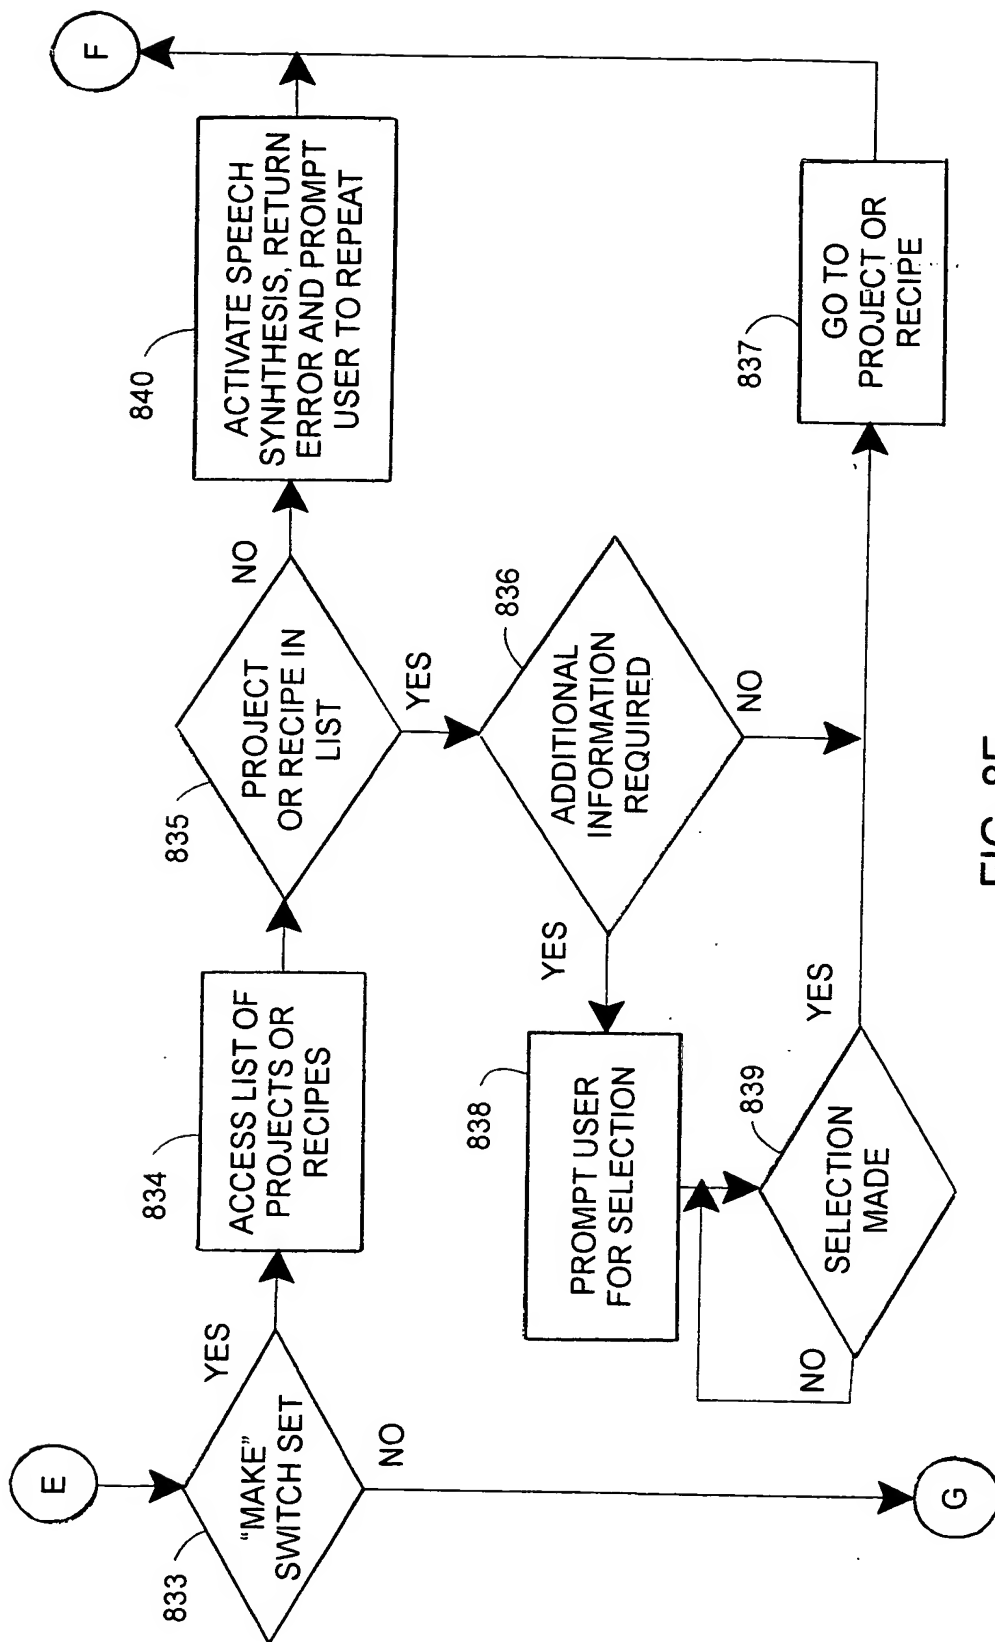 E
833
"MAKE"
SWITCH SET
YES
NO
G
834
ACCESS LIST OF
PROJECTS OR
RECIPES
835
PROJECT
OR RECIPE IN
LIST
NO
YES
840
ACTIVATE SPEECH
SYNHTHESIS, RETURN
ERROR AND PROMPT
USER TO REPEAT
F
836
ADDITIONAL
INFORMATION
REQUIRED
YES
NO
838
PROMPT USER
FOR SELECTION
839
SELECTION
MADE
YES
NO
837
GO TO
PROJECT OR
RECIPE
FIG.